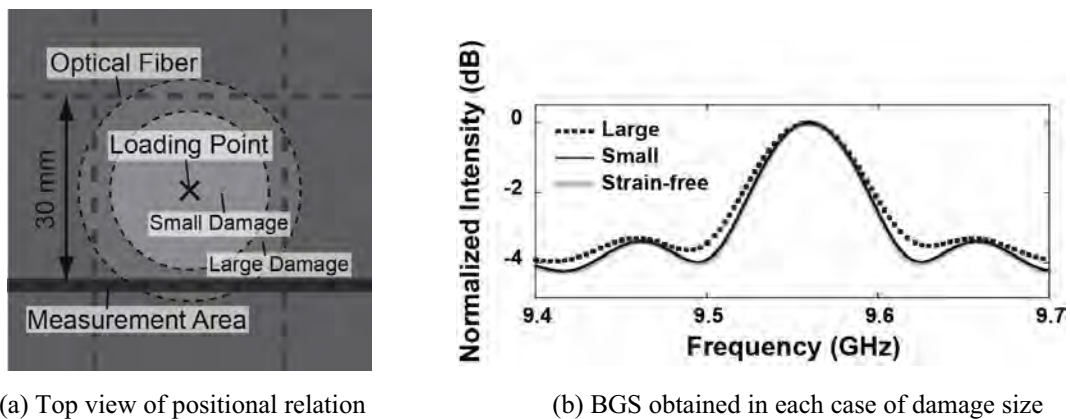 Optical Fiber
Loading Point
30 mm
Small Damage
Large Damage
Measurement Area
(a) Top view of positional relation
Normalized Intensity (dB)
0
-2
-4
Large
Small
Strain-free
9.4
9.5
9.6
9.7
Frequency (GHz)
(b) BGS obtained in each case of damage size